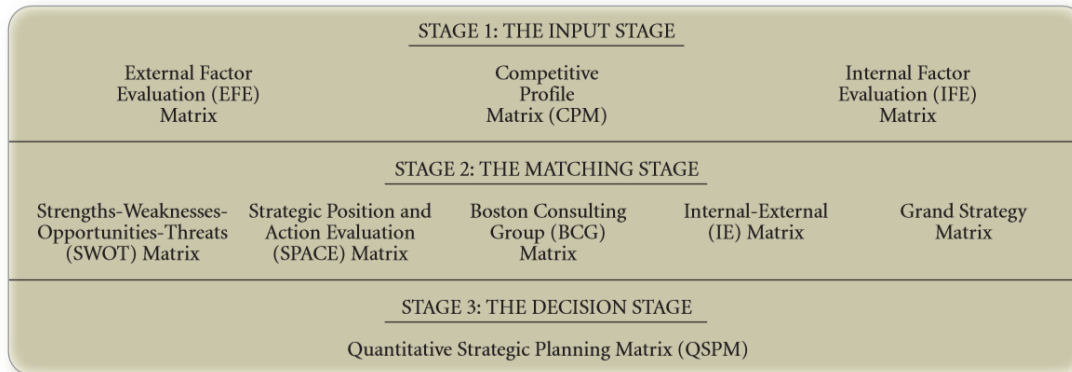 STAGE 1: THE INPUT STAGE
External Factor
Evaluation (EFE)
Matrix
Competitive
Profile
Matrix (CPM)
Internal Factor
Evaluation (IFE)
Matrix
STAGE 2: THE MATCHING STAGE
Strengths-Weaknesses-
Opportunities-Threats
(SWOT) Matrix
Strategic Position and
Action Evaluation
(SPACE) Matrix
Boston Consulting
Group (BCG)
Matrix
Internal-External
(IE) Matrix
Grand Strategy
Matrix
STAGE 3: THE DECISION STAGE
Quantitative Strategic Planning Matrix (QSPM)